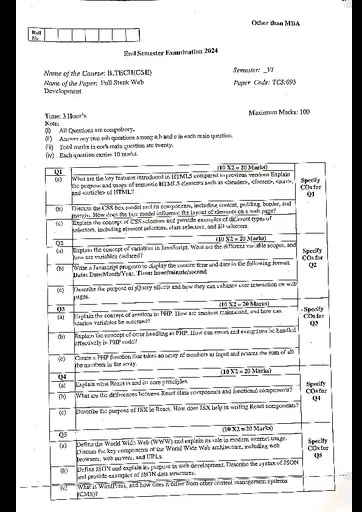 Other than MBA
Roll
No
End Semester Examination 2024
Name of the Course: B.TECH(CSE)
Semester: _VI
Name of the Paper: Full Stack Web
Development
Paper Code: TCS:693
Time: 3 Hour's
Maximum Marks: 100
Note:
(i) All Questions are compulsory.
(ii) Answer any two sub questions among a,b and c in each main question.
(iii) Total marks in each main question are twenty.
(iv) Each question carries 10 marks.
Q1 (10 X2 = 20 Marks)
(a) What are the key features introduced in HTML5 compared to previous versions Explain
the purpose and usage of semantic HTML5 elements such as <header>, <footer>, <nav>,
and <article> of HTML?
Specify
COs for
Q1
(b) Discuss the CSS box model and its components, including content, padding, border, and
margin. How does the box model influence the layout of elements on a web page?
(c) Explain the concept of CSS selectors and provide examples of different types of
selectors, including element selectors, class selectors, and ID selectors.
Q2 (10 X2 = 20 Marks)
(a) Explain the concept of variables in JavaScript. What are the different variable scopes, and
how are variables declared?
Specify
COs for
Q2
(b) Write a Javascript program to display the current time and date in the following format.
Date: Date/Month/Year, Time: hour/minute/second
(c) Describe the purpose of jQuery effects and how they can enhance user interaction on web
pages.
Q3 (10 X2 = 20 Marks)
(a) Explain the concept of sessions in PHP. How are sessions maintained, and how can
session variables be accessed?
Specify
COs for
Q3
(b) Explain the concept of error handling in PHP. How can errors and exceptions be handled
effectively in PHP code?
(c) Create a PHP function that takes an array of numbers as input and returns the sum of all
the numbers in the array.
Q4 (10 X2 = 20 Marks)
(a) Explain what React is and its core principles.
Specify
COs for
Q4
(b) What are the differences between React class components and functional components?
(c) Describe the purpose of JSX in React. How does JSX help in writing React components?
Q5 (10 X2 = 20 Marks)
(a) Define the World Wide Web (WWW) and explain its role in modern internet usage.
Discuss the key components of the World Wide Web architecture, including web
browsers, web servers, and URLs.
Specify
COs for
Q5
(b) Define JSON and explain its purpose in web development. Describe the syntax of JSON
and provide examples of JSON data structures.
(c) What is WordPress, and how does it differ from other content management systems
(CMS)?